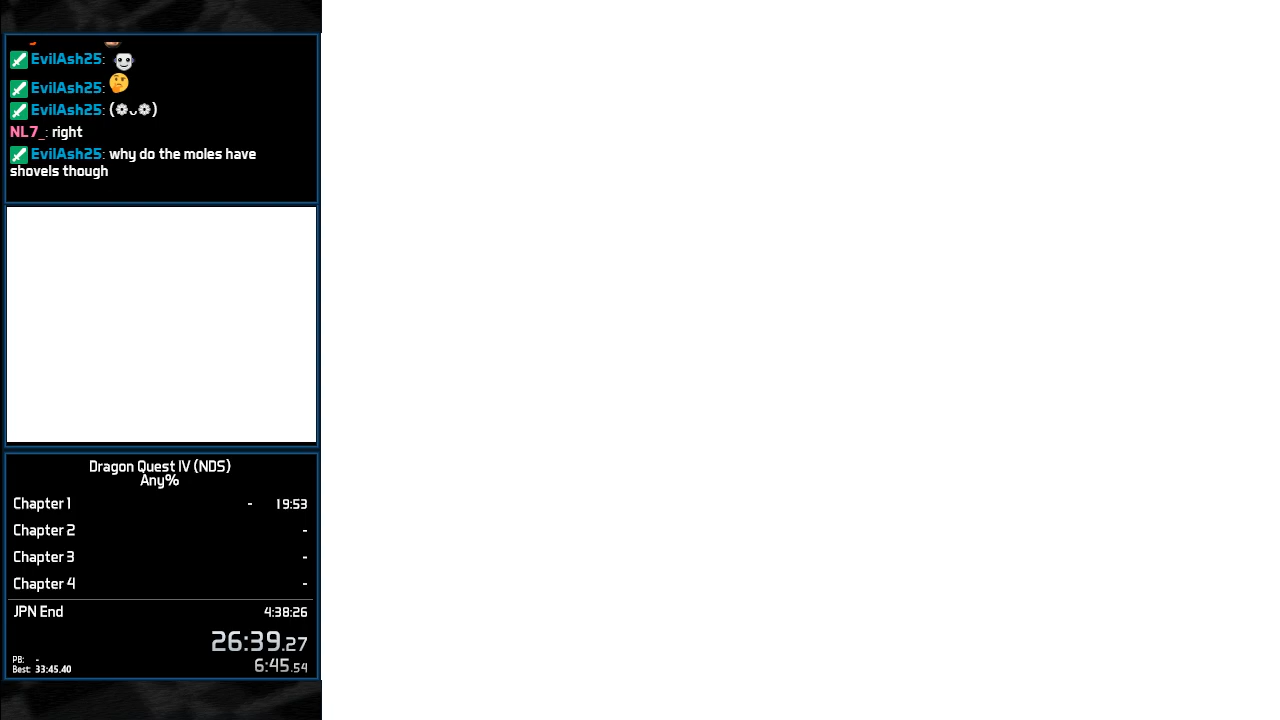 EvilAsh25:
EvilAsh25:
EvilAsh25: (❁ᴗ❁)
NL7_: right
EvilAsh25: why do the moles have
shovels though
Dragon Quest IV (NDS)
Any%
Chapter 1 - 19:53
Chapter 2 -
Chapter 3 -
Chapter 4 -
JPN End 4:38:26
26:39.27
PB: -
Best: 33:45.40
6:45.54